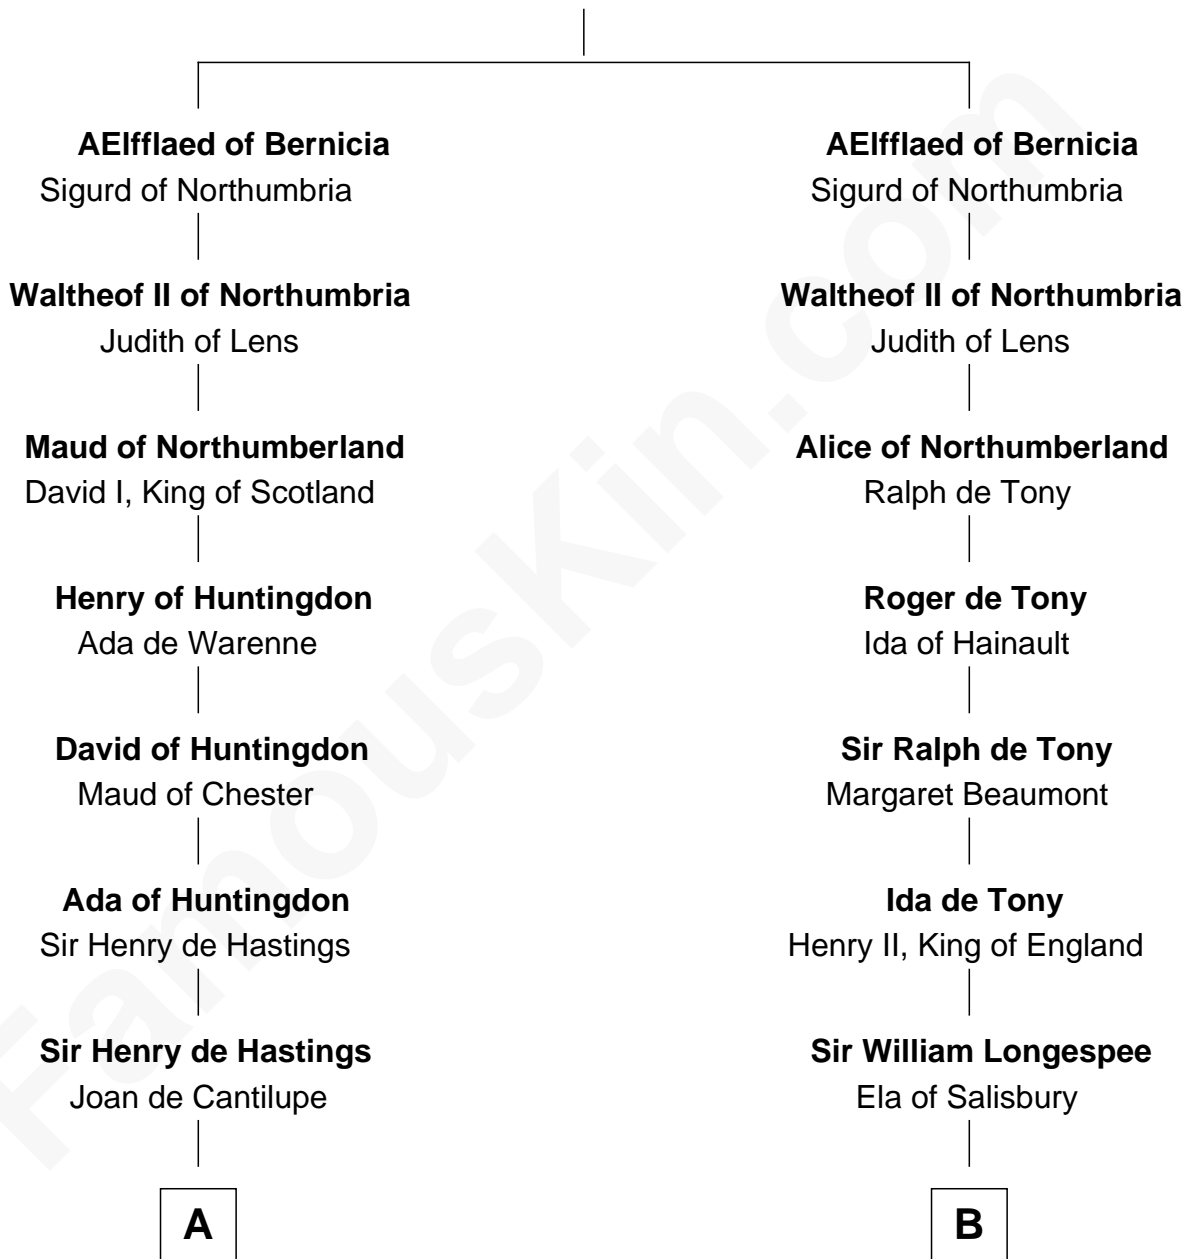 AElfflaed of Bernicia
Sigurd of Northumbria
Waltheof II of Northumbria
Judith of Lens
Maud of Northumberland
David I, King of Scotland
Henry of Huntingdon
Ada de Warenne
David of Huntingdon
Maud of Chester
Ada of Huntingdon
Sir Henry de Hastings
Sir Henry de Hastings
Joan de Cantilupe
A
AElfflaed of Bernicia
Sigurd of Northumbria
Waltheof II of Northumbria
Judith of Lens
Alice of Northumberland
Ralph de Tony
Roger de Tony
Ida of Hainault
Sir Ralph de Tony
Margaret Beaumont
Ida de Tony
Henry II, King of England
Sir William Longespee
Ela of Salisbury
B
FamousKin.com